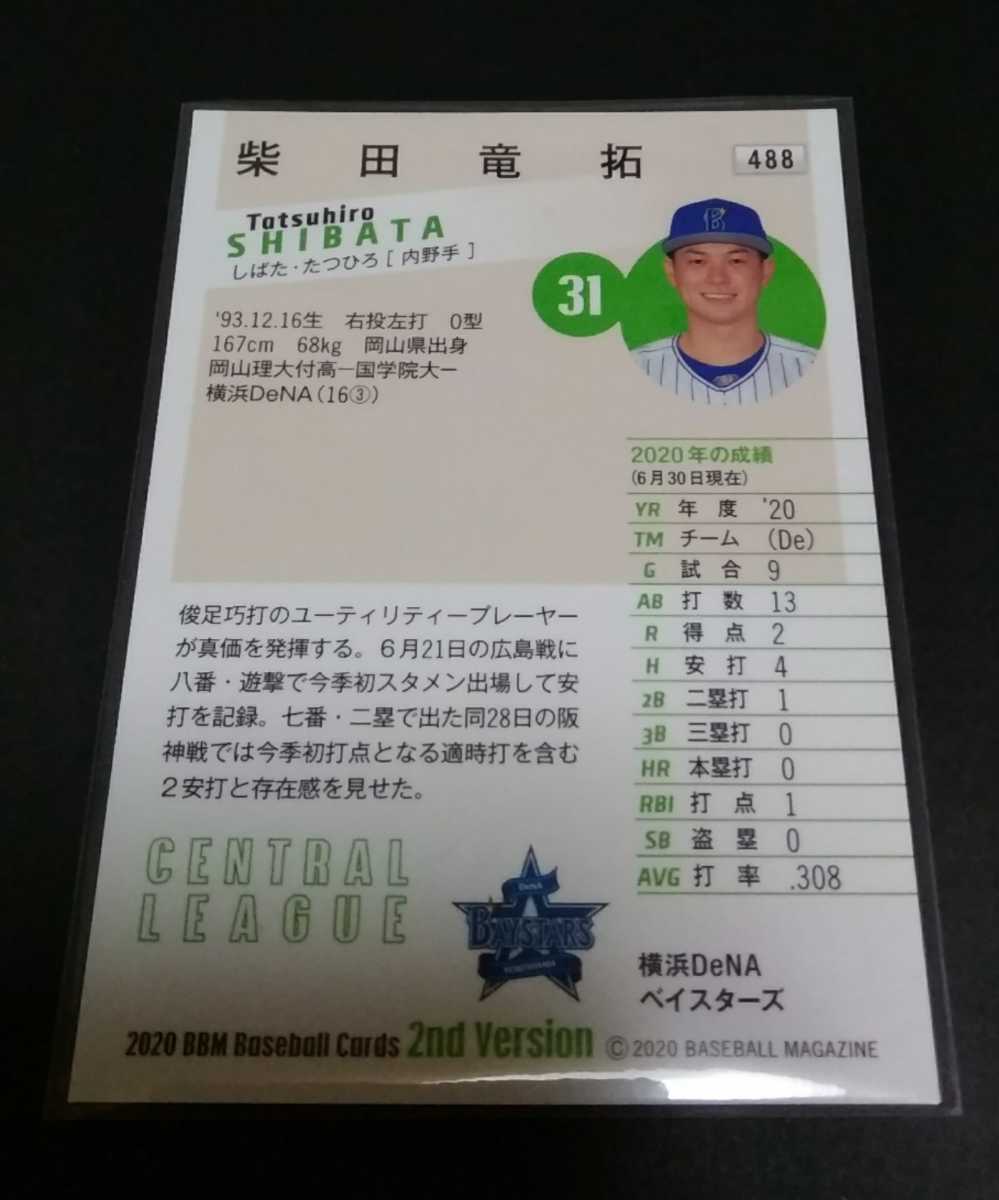 柴田竜拓
488
Tatsuhiro
SHIBATA
しばた・たつひろ [ 内野手 ]
31
'93.12.16生 右投左打 O型
167cm 68kg 岡山県出身
岡山理大付高ー国学院大ー
横浜DeNA(16③)
2020年の成績
(6月30日現在)
YR 年度 '20
TM チーム (De)
G 試合 9
AB 打数 13
R 得点 2
H 安打 4
2B 二塁打 1
3B 三塁打 0
HR 本塁打 0
RBI 打点 1
SB 盗塁 0
AVG 打率 .308
俊足巧打のユーティリティープレーヤー
が真価を発揮する。6月21日の広島戦に
八番・遊撃で今季初スタメン出場して安
打を記録。七番・二塁で出た同28日の阪
神戦では今季初打点となる適時打を含む
2安打と存在感を見せた。
CENTRAL
LEAGUE
DeNA
BAYSTARS
YOKOHAMA
横浜DeNA
ベイスターズ
2020 BBM Baseball Cards 2nd Version © 2020 BASEBALL MAGAZINE